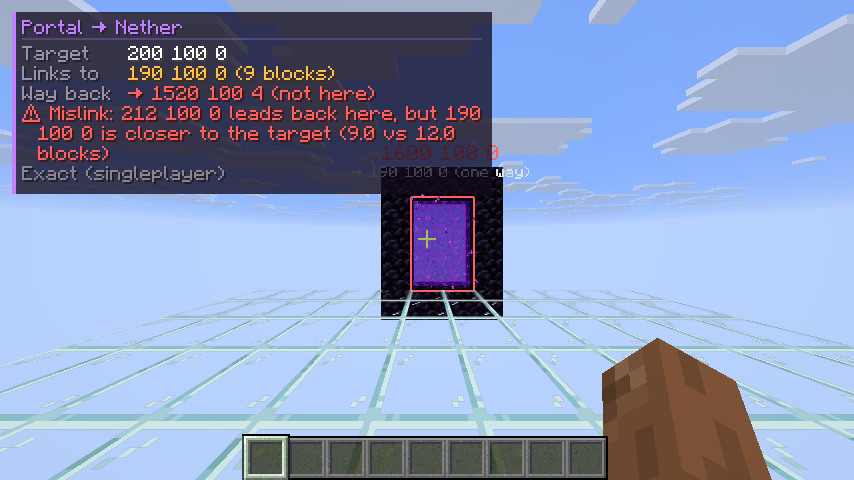 Portal → Nether
Target 200 100 0
Links to 190 100 0 (9 blocks)
Way back → 1520 100 4 (not here)
⚠ Mislink: 212 100 0 leads back here, but 190
100 0 is closer to the target (9.0 vs 12.0
blocks)
1600 100 0
190 100 0 (one way)
Exact (singleplayer)